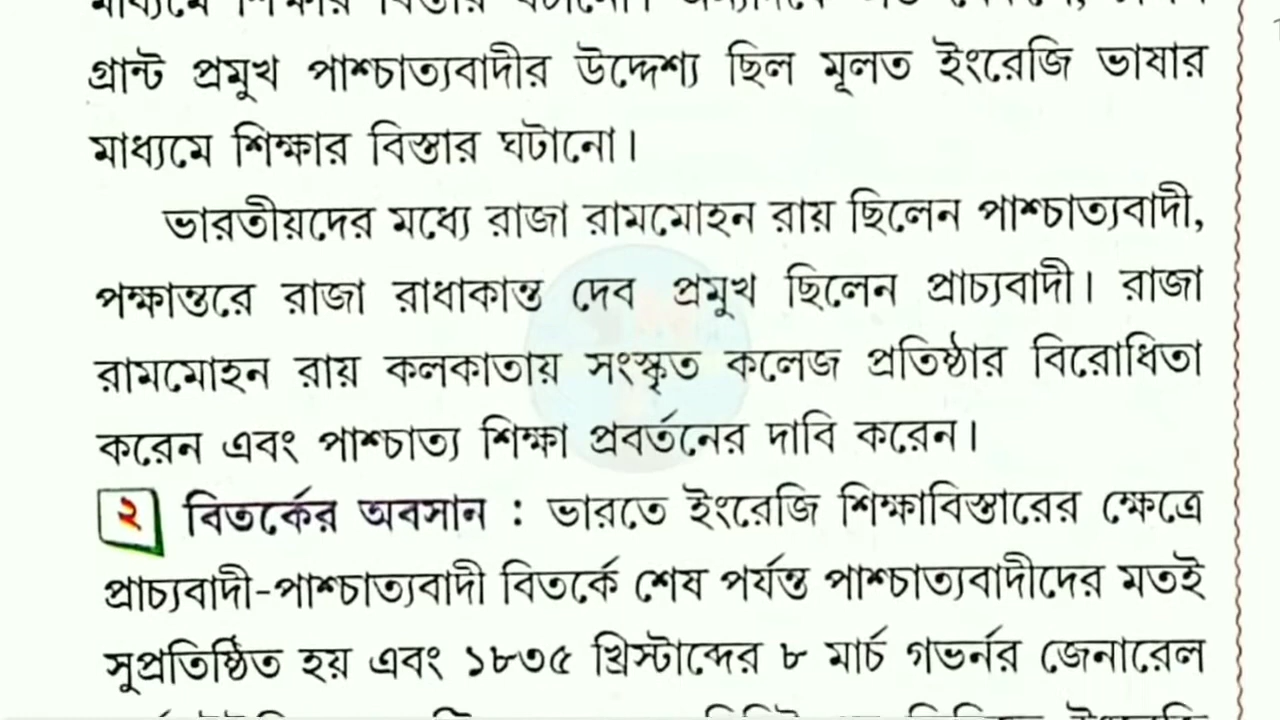 গ্রান্ট প্রমুখ পাশ্চাত্যবাদীর উদ্দেশ্য ছিল মূলত ইংরেজি ভাষার
মাধ্যমে শিক্ষার বিস্তার ঘটানো।
ভারতীয়দের মধ্যে রাজা রামমোহন রায় ছিলেন পাশ্চাত্যবাদী,
পক্ষান্তরে রাজা রাধাকান্ত দেব প্রমুখ ছিলেন প্রাচ্যবাদী। রাজা
রামমোহন রায় কলকাতায় সংস্কৃত কলেজ প্রতিষ্ঠার বিরোধিতা
করেন এবং পাশ্চাত্য শিক্ষা প্রবর্তনের দাবি করেন।
২ বিতর্কের অবসান : ভারতে ইংরেজি শিক্ষাবিস্তারের ক্ষেত্রে
প্রাচ্যবাদী-পাশ্চাত্যবাদী বিতর্কে শেষ পর্যন্ত পাশ্চাত্যবাদীদের মতই
সুপ্রতিষ্ঠিত হয় এবং ১৮৩৫ খ্রিস্টাব্দের ৮ মার্চ গভর্নর জেনারেল